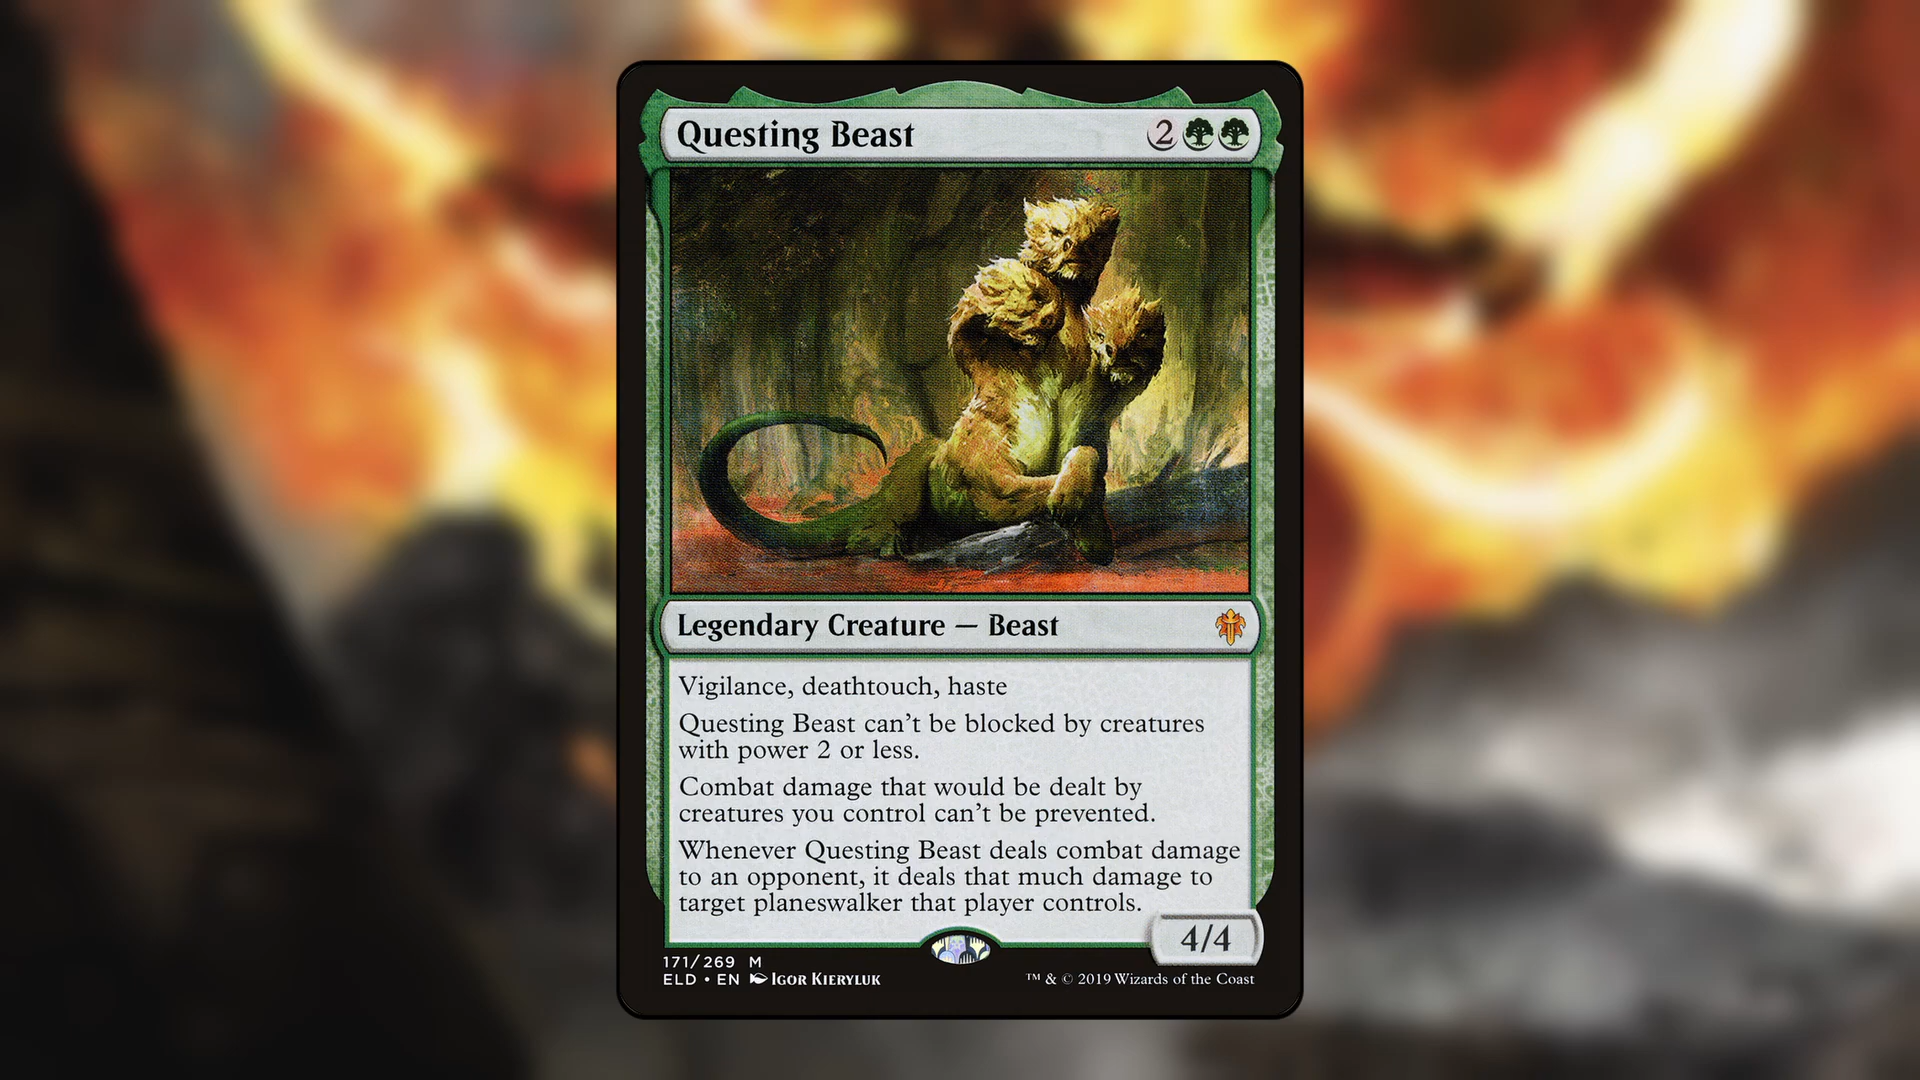 Questing Beast 2
Legendary Creature — Beast
Vigilance, deathtouch, haste
Questing Beast can't be blocked by creatures
with power 2 or less.
Combat damage that would be dealt by
creatures you control can't be prevented.
Whenever Questing Beast deals combat damage
to an opponent, it deals that much damage to
target planeswalker that player controls.
4/4
171/269 M
ELD • EN Igor Kieryluk
™ & © 2019 Wizards of the Coast